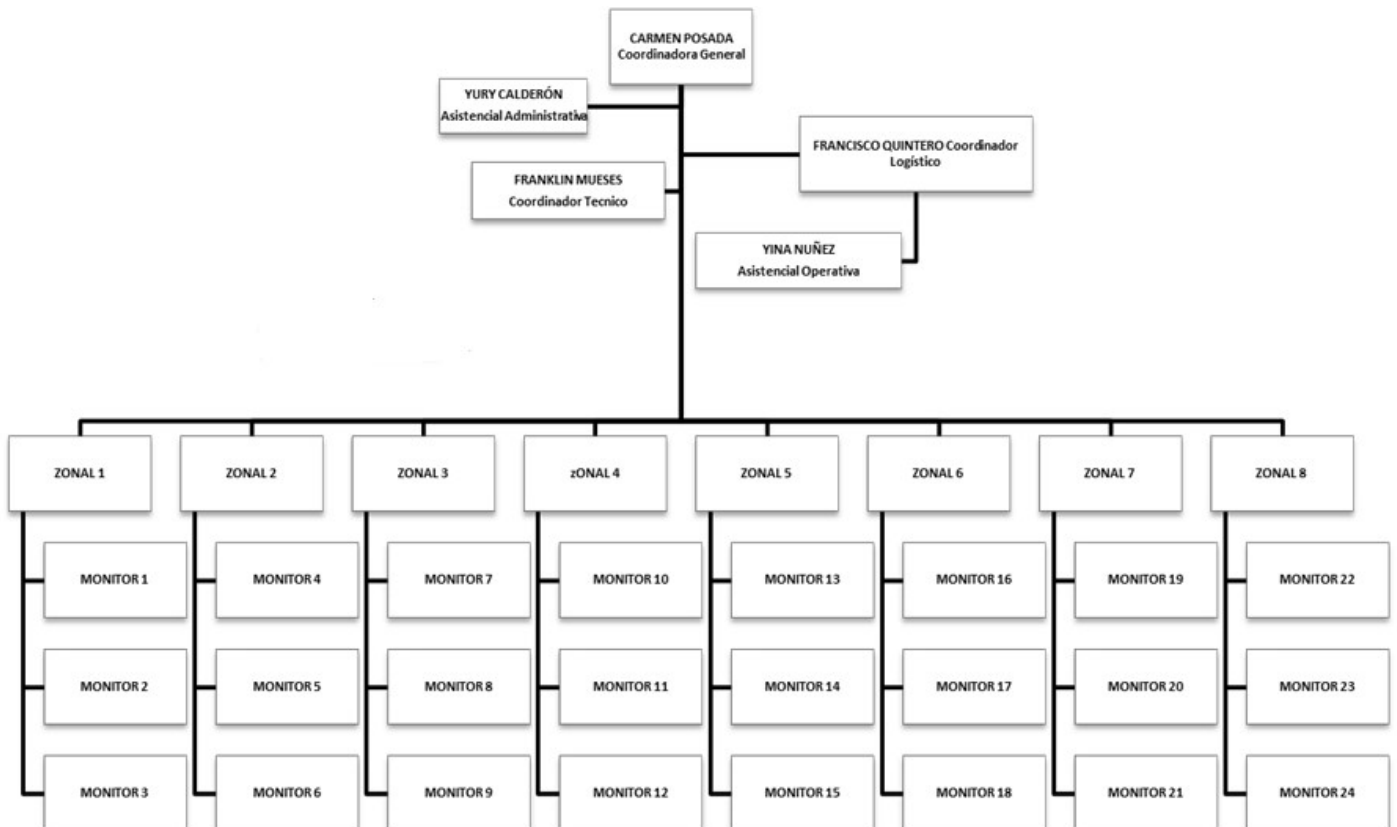 CARMEN POSADA
Coordinadora General
YURY CALDERÓN
Asistencial Administrativa
FRANCISCO QUINTERO Coordinador
Logístico
FRANKLIN MUESES
Coordinador Tecnico
YINA NUÑEZ
Asistencial Operativa
ZONAL 1
ZONAL 2
ZONAL 3
zONAL 4
ZONAL 5
ZONAL 6
ZONAL 7
ZONAL 8
MONITOR 1
MONITOR 4
MONITOR 7
MONITOR 10
MONITOR 13
MONITOR 16
MONITOR 19
MONITOR 22
MONITOR 2
MONITOR 5
MONITOR 8
MONITOR 11
MONITOR 14
MONITOR 17
MONITOR 20
MONITOR 23
MONITOR 3
MONITOR 6
MONITOR 9
MONITOR 12
MONITOR 15
MONITOR 18
MONITOR 21
MONITOR 24